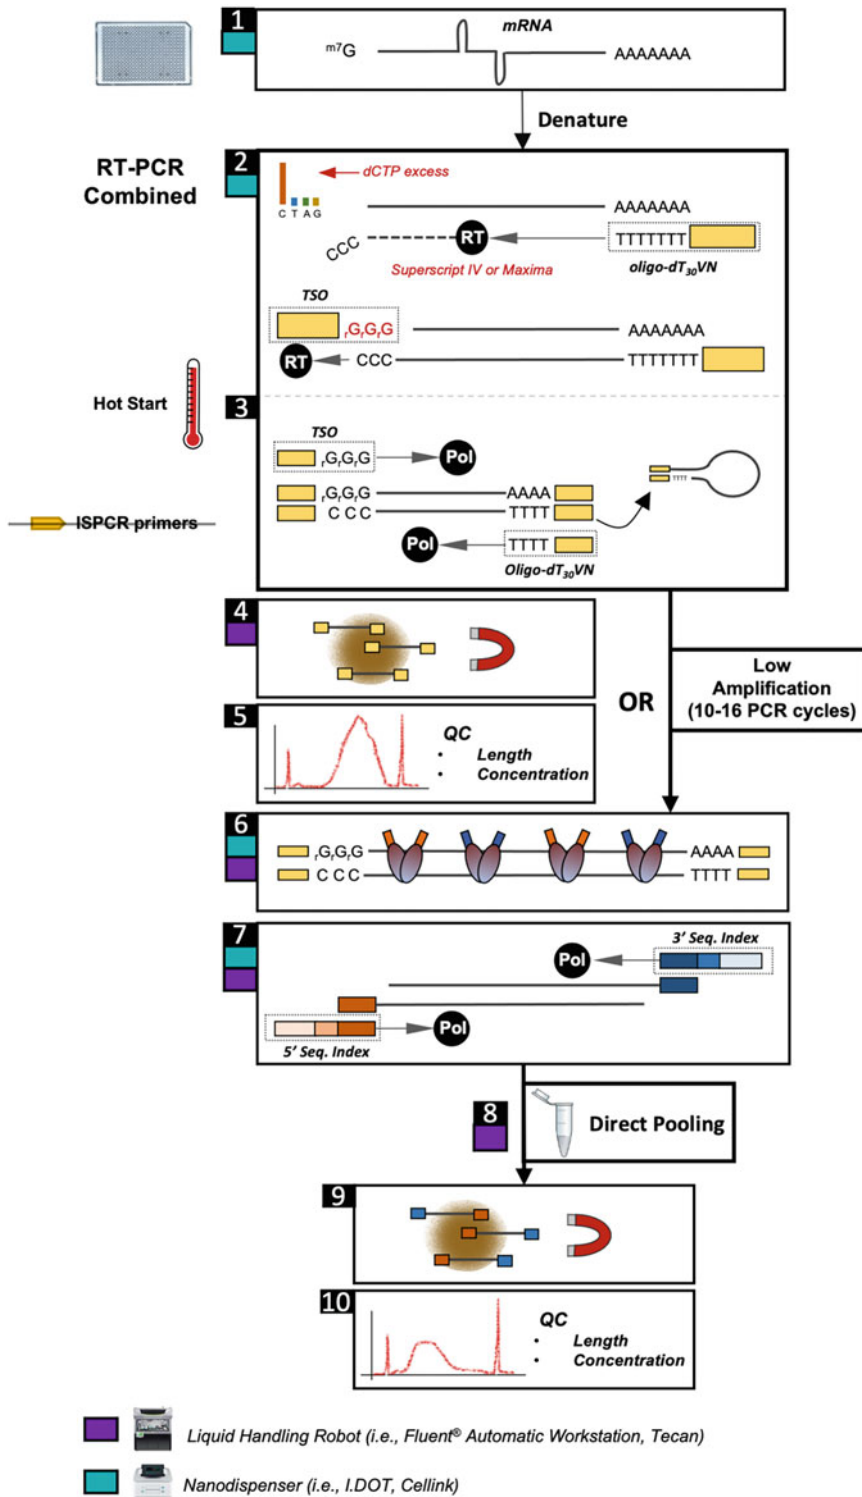 1
mRNA
m7G
AAAAAAA
Denature
RT-PCR
Combined
2
dCTP excess
C T A G
AAAAAAA
CCC
RT
TTTTTTT
Superscript IV or Maxima
oligo-dT30VN
TSO
rGrGrG
AAAAAAA
RT
CCC
TTTTTTT
Hot Start
3
TSO
rGrGrG
Pol
rGrGrG
AAAA
TTTT
CCC
TTTT
ISPCR primers
Pol
TTTT
Oligo-dT30VN
4
OR
Low
Amplification
(10-16 PCR cycles)
5
QC
• Length
• Concentration
6
rGrGrG
AAAA
CCC
TTTT
7
3' Seq. Index
Pol
Pol
5' Seq. Index
8
Direct Pooling
9
10
QC
• Length
• Concentration
Liquid Handling Robot (i.e., Fluent® Automatic Workstation, Tecan)
Nanodispenser (i.e., I.DOT, Cellink)